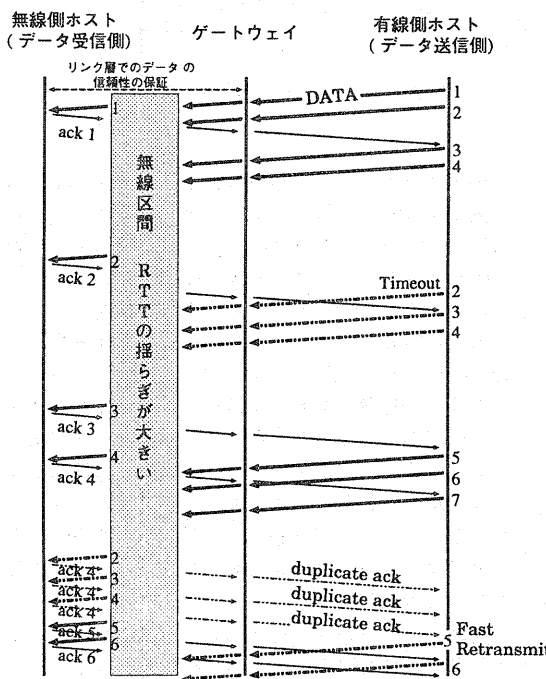 無線側ホスト
(データ受信側)
ゲートウェイ
有線側ホスト
(データ送信側)
リンク層でのデータの
信頼性の保証
DATA
1
2
1
ack 1
3
4
無線区間 RTTの揺らぎが大きい
2
ack 2
Timeout
2
3
4
3
ack 3
4
ack 4
5
6
7
2
ack 4
3
ack 4
4
ack 4
5
ack 5
6
ack 6
duplicate ack
duplicate ack
duplicate ack
5
Fast
Retransmit
6